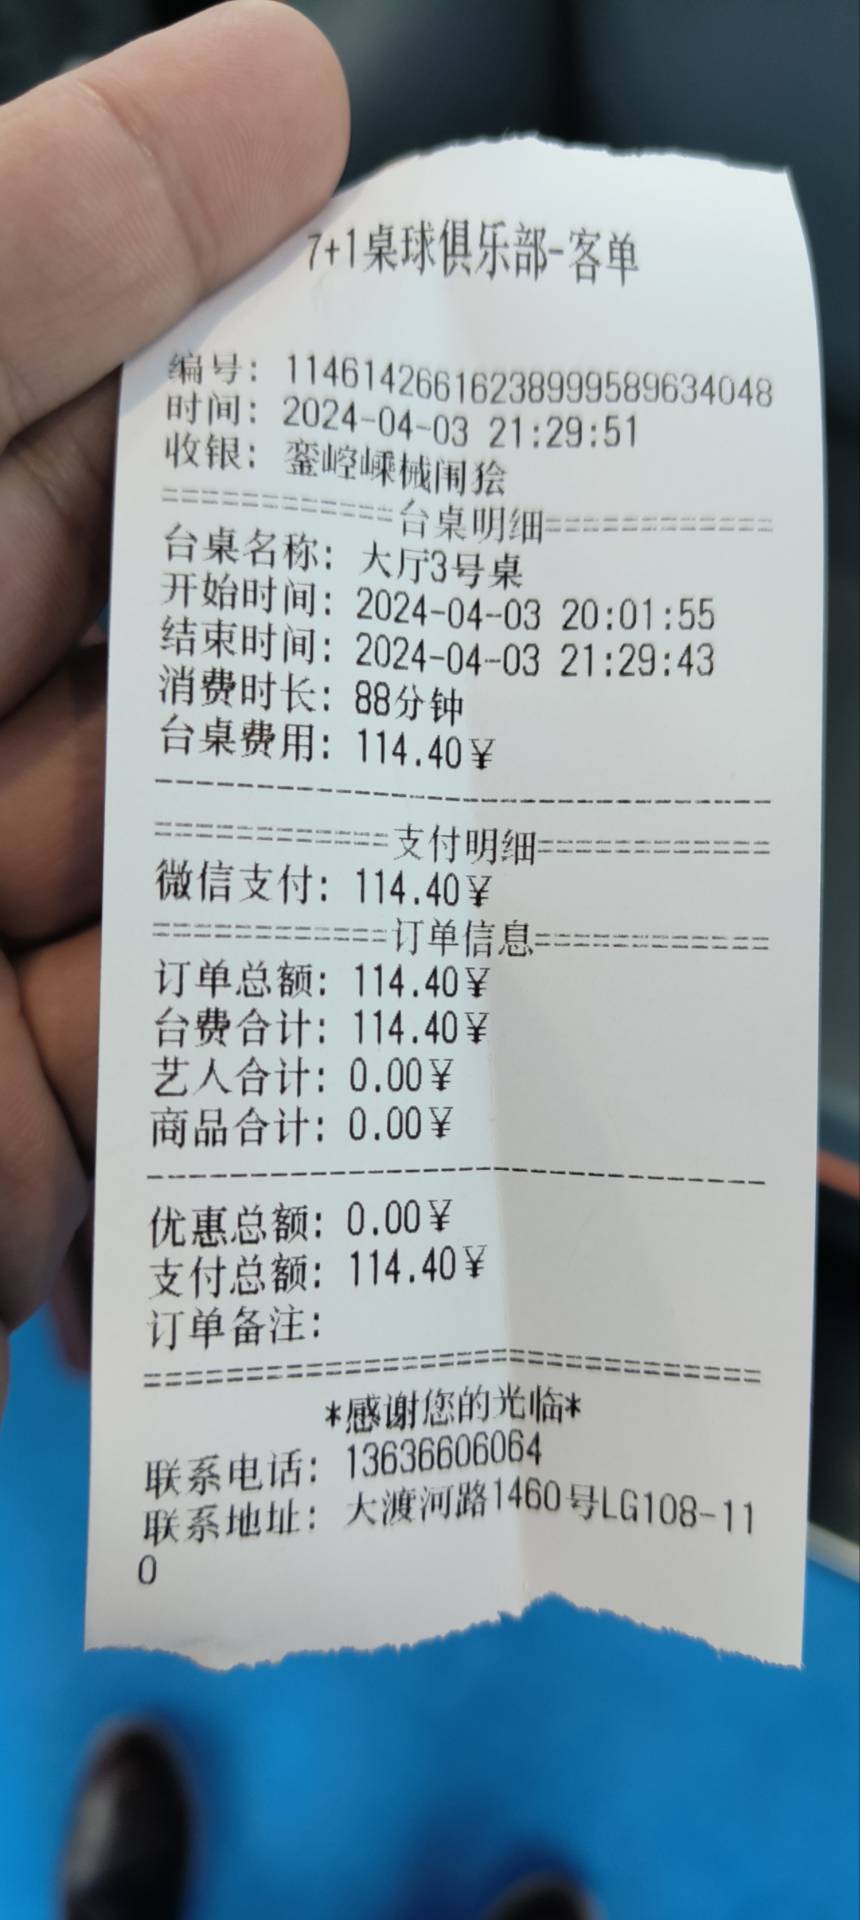 7+1桌球俱乐部-客单
编号: 11461426616238999589634048
时间: 2024-04-03 21:29:51
收银: 銮崆嵊械闱狯
============台桌明细============
台桌名称: 大厅3号桌
开始时间: 2024-04-03 20:01:55
结束时间: 2024-04-03 21:29:43
消费时长: 88分钟
台桌费用: 114.40¥
--------------------------------
============支付明细============
微信支付: 114.40¥
============订单信息============
订单总额: 114.40¥
台费合计: 114.40¥
艺人合计: 0.00¥
商品合计: 0.00¥
--------------------------------
优惠总额: 0.00¥
支付总额: 114.40¥
订单备注:
================================
*感谢您的光临*
联系电话: 13636606064
联系地址: 大渡河路1460号LG108-11
0